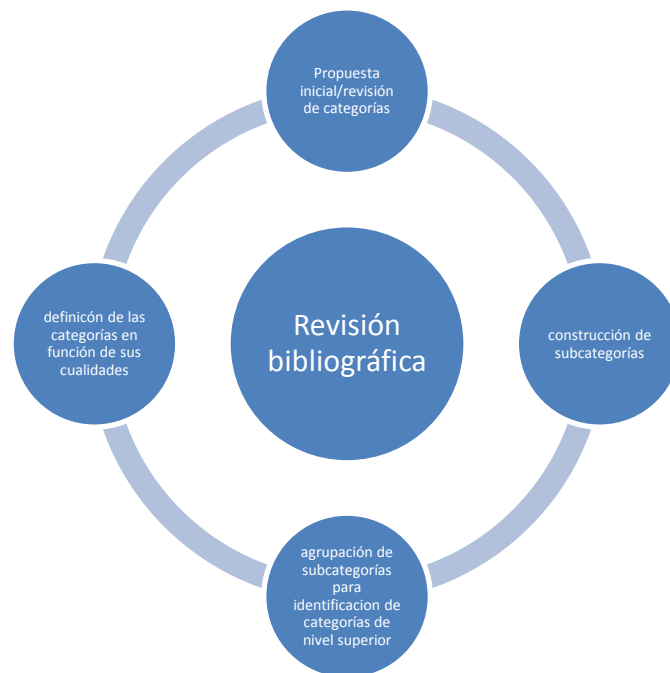 Propuesta
inicial/revisión
de categorías
definicón de las
categorías en
función de sus
cualidades
Revisión
bibliográfica
construcción de
subcategorías
agrupación de
subcategorías
para
identificacion de
categorías de
nivel superior